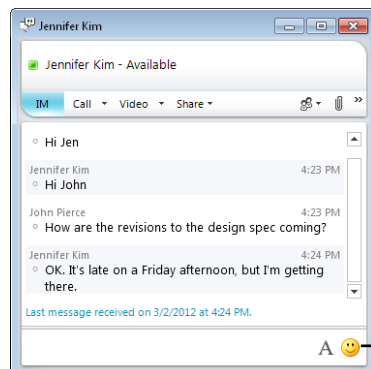 Jennifer Kim
Jennifer Kim - Available
IM Call Video Share
Hi Jen
Jennifer Kim 4:23 PM
Hi John
John Pierce 4:23 PM
How are the revisions to the design spec coming?
Jennifer Kim 4:24 PM
OK. It's late on a Friday afternoon, but I'm getting
there.
Last message received on 3/2/2012 at 4:24 PM.
A